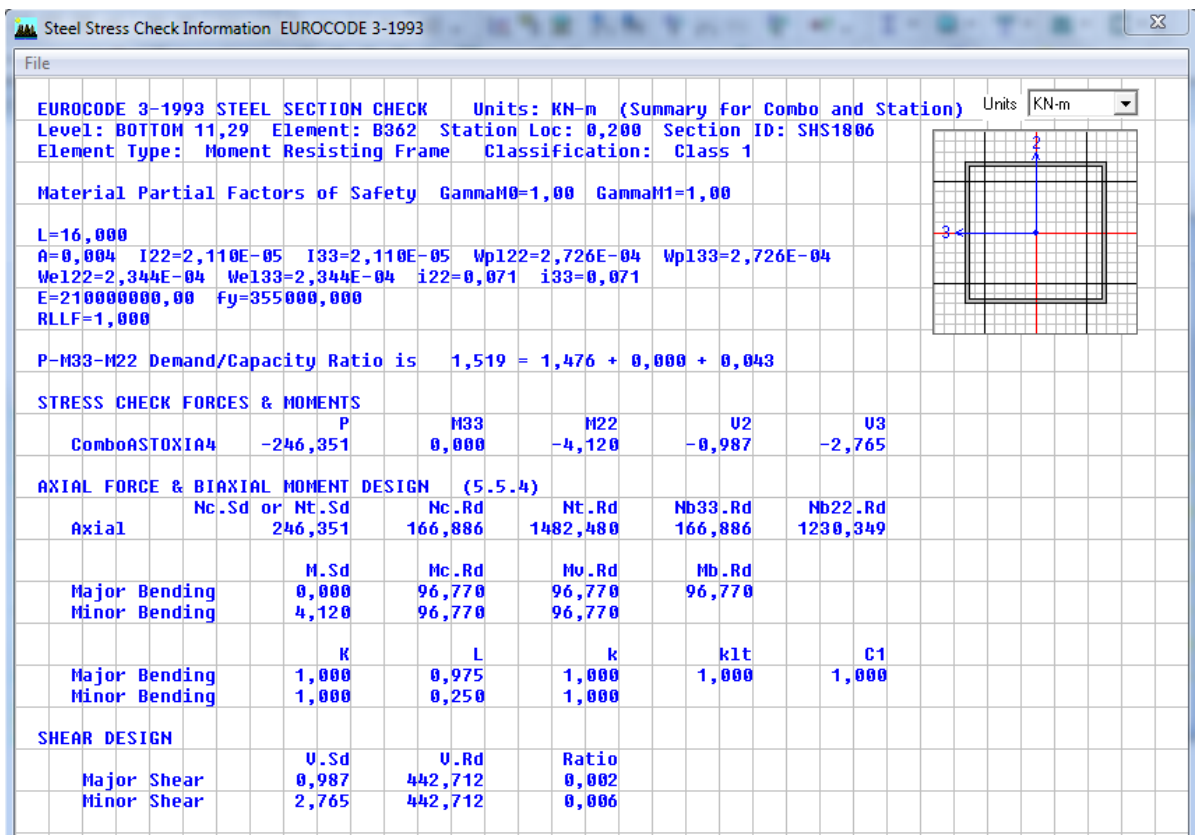 Steel Stress Check Information EUROCODE 3-1993
File
EUROCODE 3-1993 STEEL SECTION CHECK Units: KN-m (Summary for Combo and Station)
Units KN-m
Level: BOTTOM 11,29 Element: B362 Station Loc: 0,200 Section ID: SHS1806
Element Type: Moment Resisting Frame Classification: Class 1
2
3
Material Partial Factors of Safety GammaM0=1,00 GammaM1=1,00
L=16,000
A=0,004 I22=2,110E-05 I33=2,110E-05 Wpl22=2,726E-04 Wpl33=2,726E-04
Wel22=2,344E-04 Wel33=2,344E-04 i22=0,071 i33=0,071
E=210000000,00 fy=355000,000
RLLF=1,000
P-M33-M22 Demand/Capacity Ratio is 1,519 = 1,476 + 0,000 + 0,043
STRESS CHECK FORCES & MOMENTS
P M33 M22 V2 V3
ComboASTOXIA4 -246,351 0,000 -4,120 -0,987 -2,765
AXIAL FORCE & BIAXIAL MOMENT DESIGN (5.5.4)
Nc.Sd or Nt.Sd Nc.Rd Nt.Rd Nb33.Rd Nb22.Rd
Axial 246,351 166,886 1482,480 166,886 1230,349
M.Sd Mc.Rd Mv.Rd Mb.Rd
Major Bending 0,000 96,770 96,770 96,770
Minor Bending 4,120 96,770 96,770
K L k klt C1
Major Bending 1,000 0,975 1,000 1,000 1,000
Minor Bending 1,000 0,250 1,000
SHEAR DESIGN
V.Sd V.Rd Ratio
Major Shear 0,987 442,712 0,002
Minor Shear 2,765 442,712 0,006